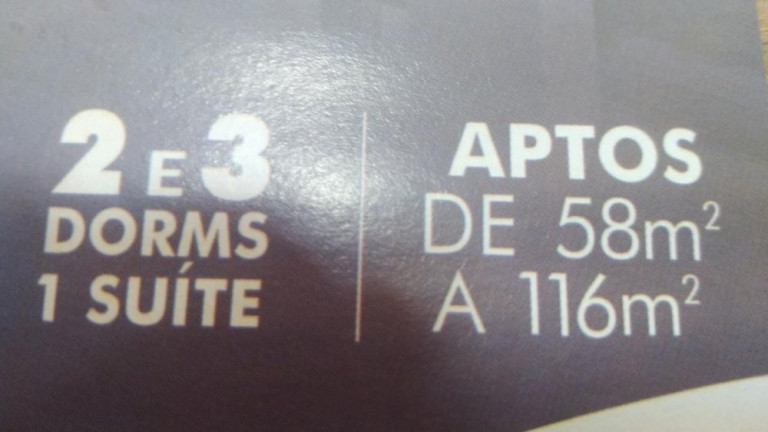 2 E 3
DORMS
1 SUÍTE
APTOS
DE 58m²
A 116m²